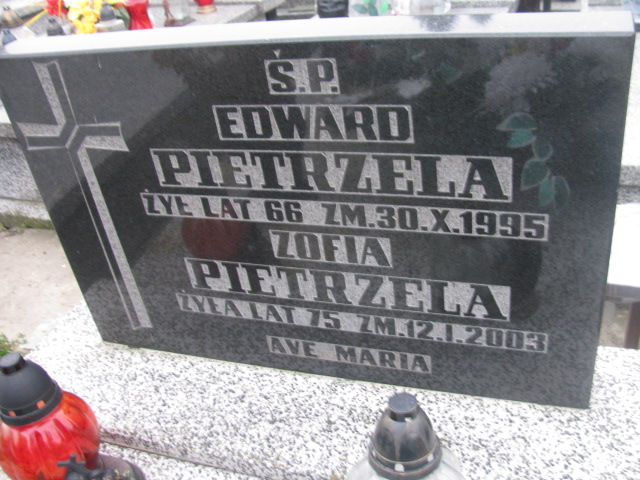 Ś.P.
EDWARD
PIETRZELA
ŻYŁ LAT 66 ZM.30.X.1995
ZOFIA
PIETRZELA
ŻYŁA LAT 75 ZM.12.I.2003
AVE MARIA